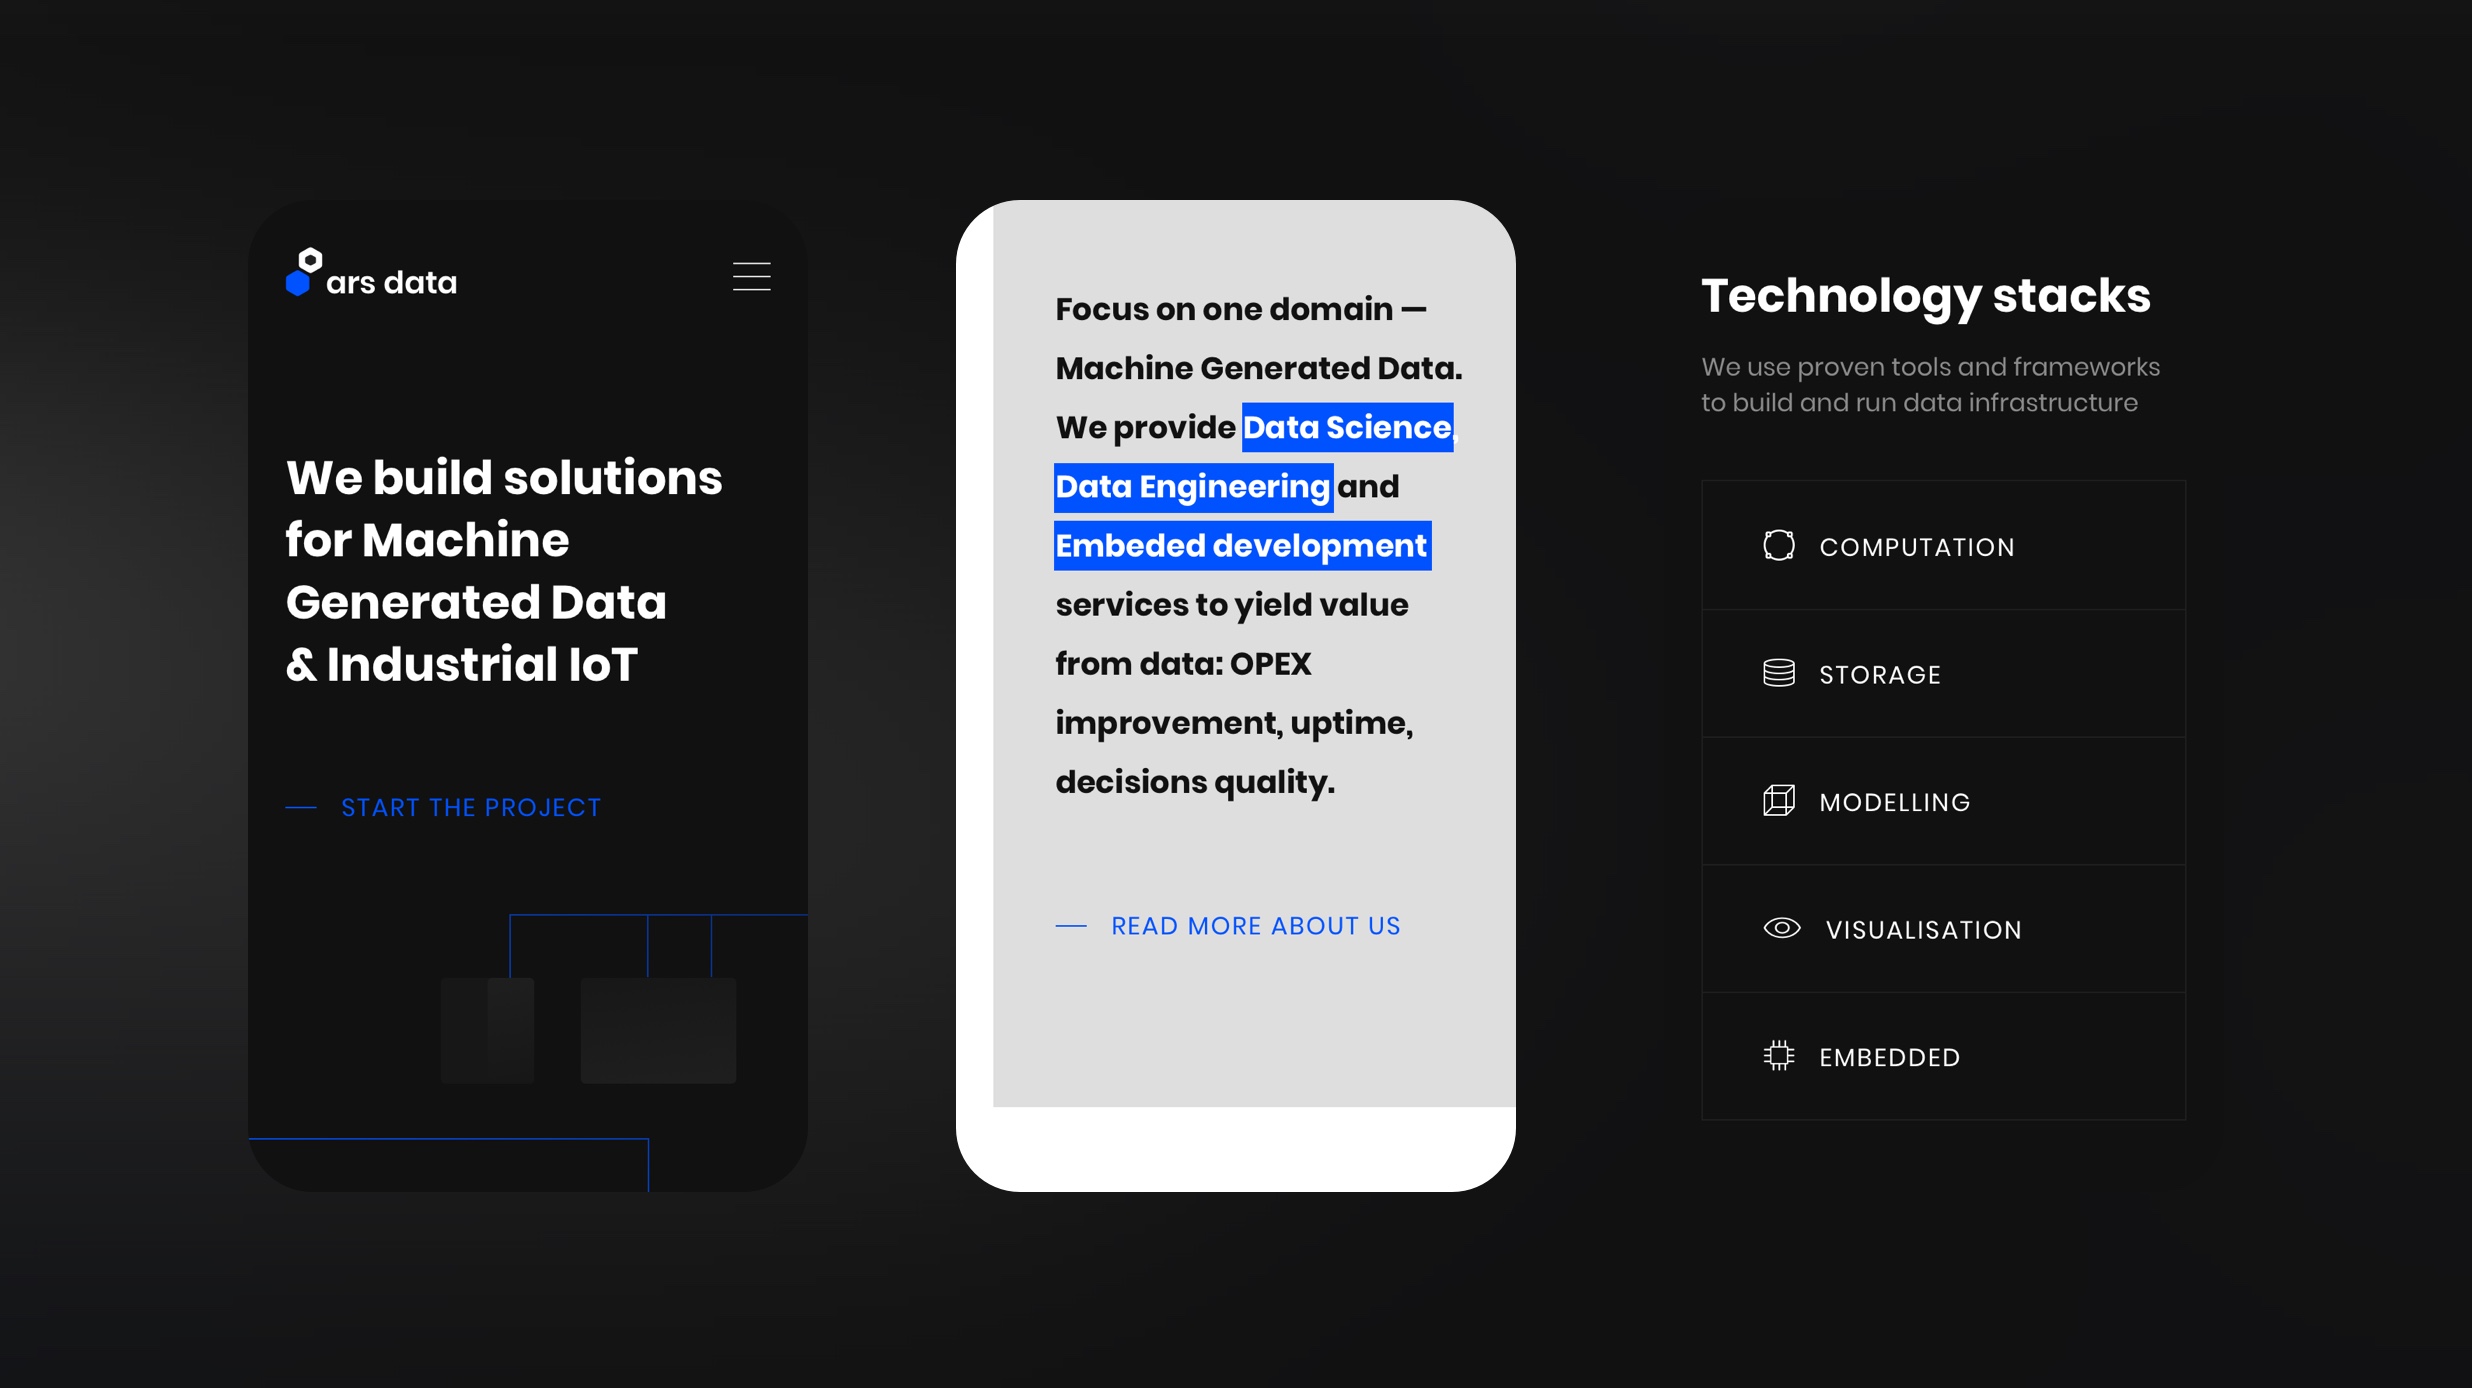 ars data
We build solutions
for Machine
Generated Data
& Industrial IoT
START THE PROJECT
Focus on one domain —
Machine Generated Data.
We provide Data Science,
Data Engineering and
Embeded development
services to yield value
from data: OPEX
improvement, uptime,
decisions quality.
READ MORE ABOUT US
Technology stacks
We use proven tools and frameworks
to build and run data infrastructure
COMPUTATION
STORAGE
MODELLING
VISUALISATION
EMBEDDED